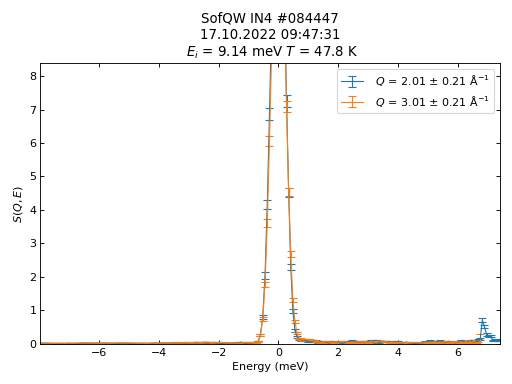 SofQW IN4 #084447
17.10.2022 09:47:31
E_i = 9.14 meV T = 47.8 K
Q = 2.01 ± 0.21 Å⁻¹
Q = 3.01 ± 0.21 Å⁻¹
S(Q, E)
8
7
6
5
4
3
2
1
0
−6 −4 −2 0 2 4 6
Energy (meV)